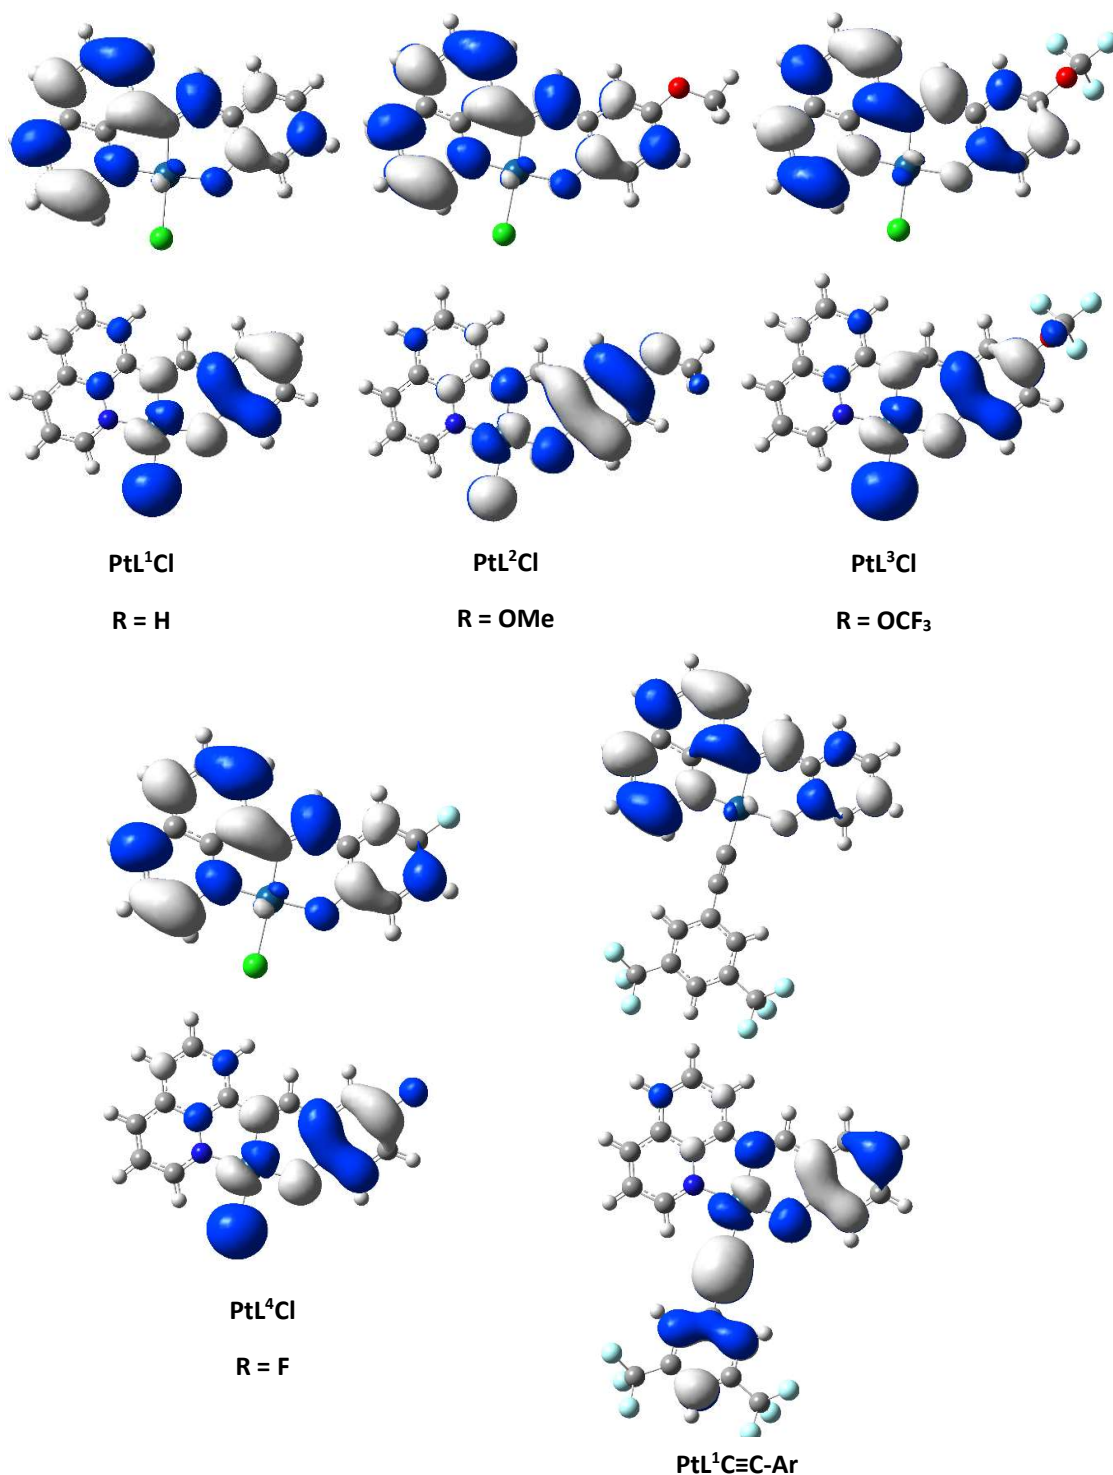 PtL¹Cl
PtL²Cl
PtL³Cl
R = H
R = OMe
R = OCF₃
PtL⁴Cl
R = F
PtL¹C≡C-Ar